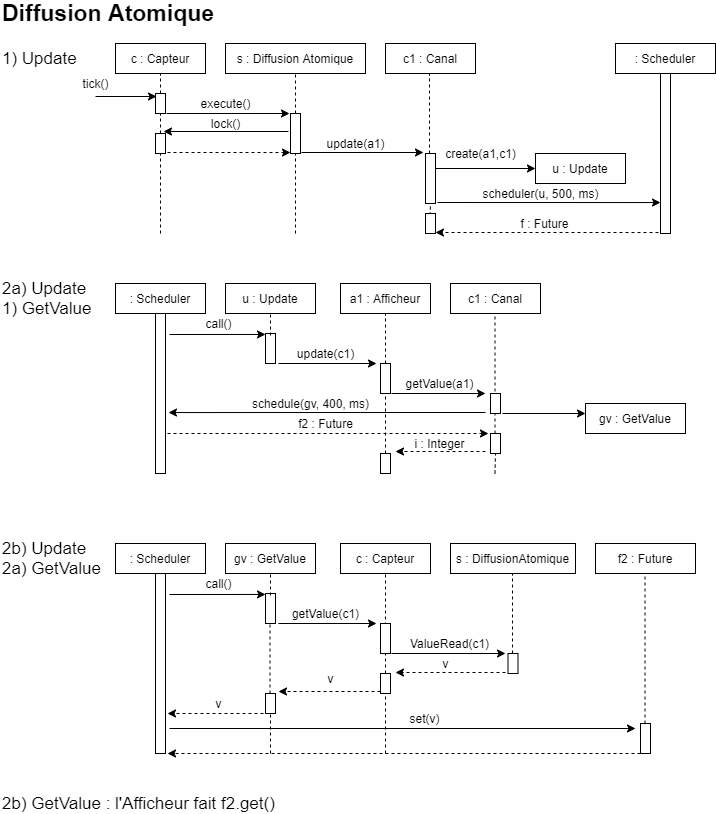 Diffusion Atomique
1) Update
c : Capteur
s : Diffusion Atomique
c1 : Canal
: Scheduler
tick()
execute()
lock()
update(a1)
create(a1,c1)
u : Update
scheduler(u, 500, ms)
f : Future
2a) Update
1) GetValue
: Scheduler
u : Update
a1 : Afficheur
c1 : Canal
call()
update(c1)
getValue(a1)
schedule(gv, 400, ms)
gv : GetValue
f2 : Future
i : Integer
2b) Update
2a) GetValue
: Scheduler
gv : GetValue
c : Capteur
s : DiffusionAtomique
f2 : Future
call()
getValue(c1)
ValueRead(c1)
v
v
v
set(v)
2b) GetValue : l'Afficheur fait f2.get()